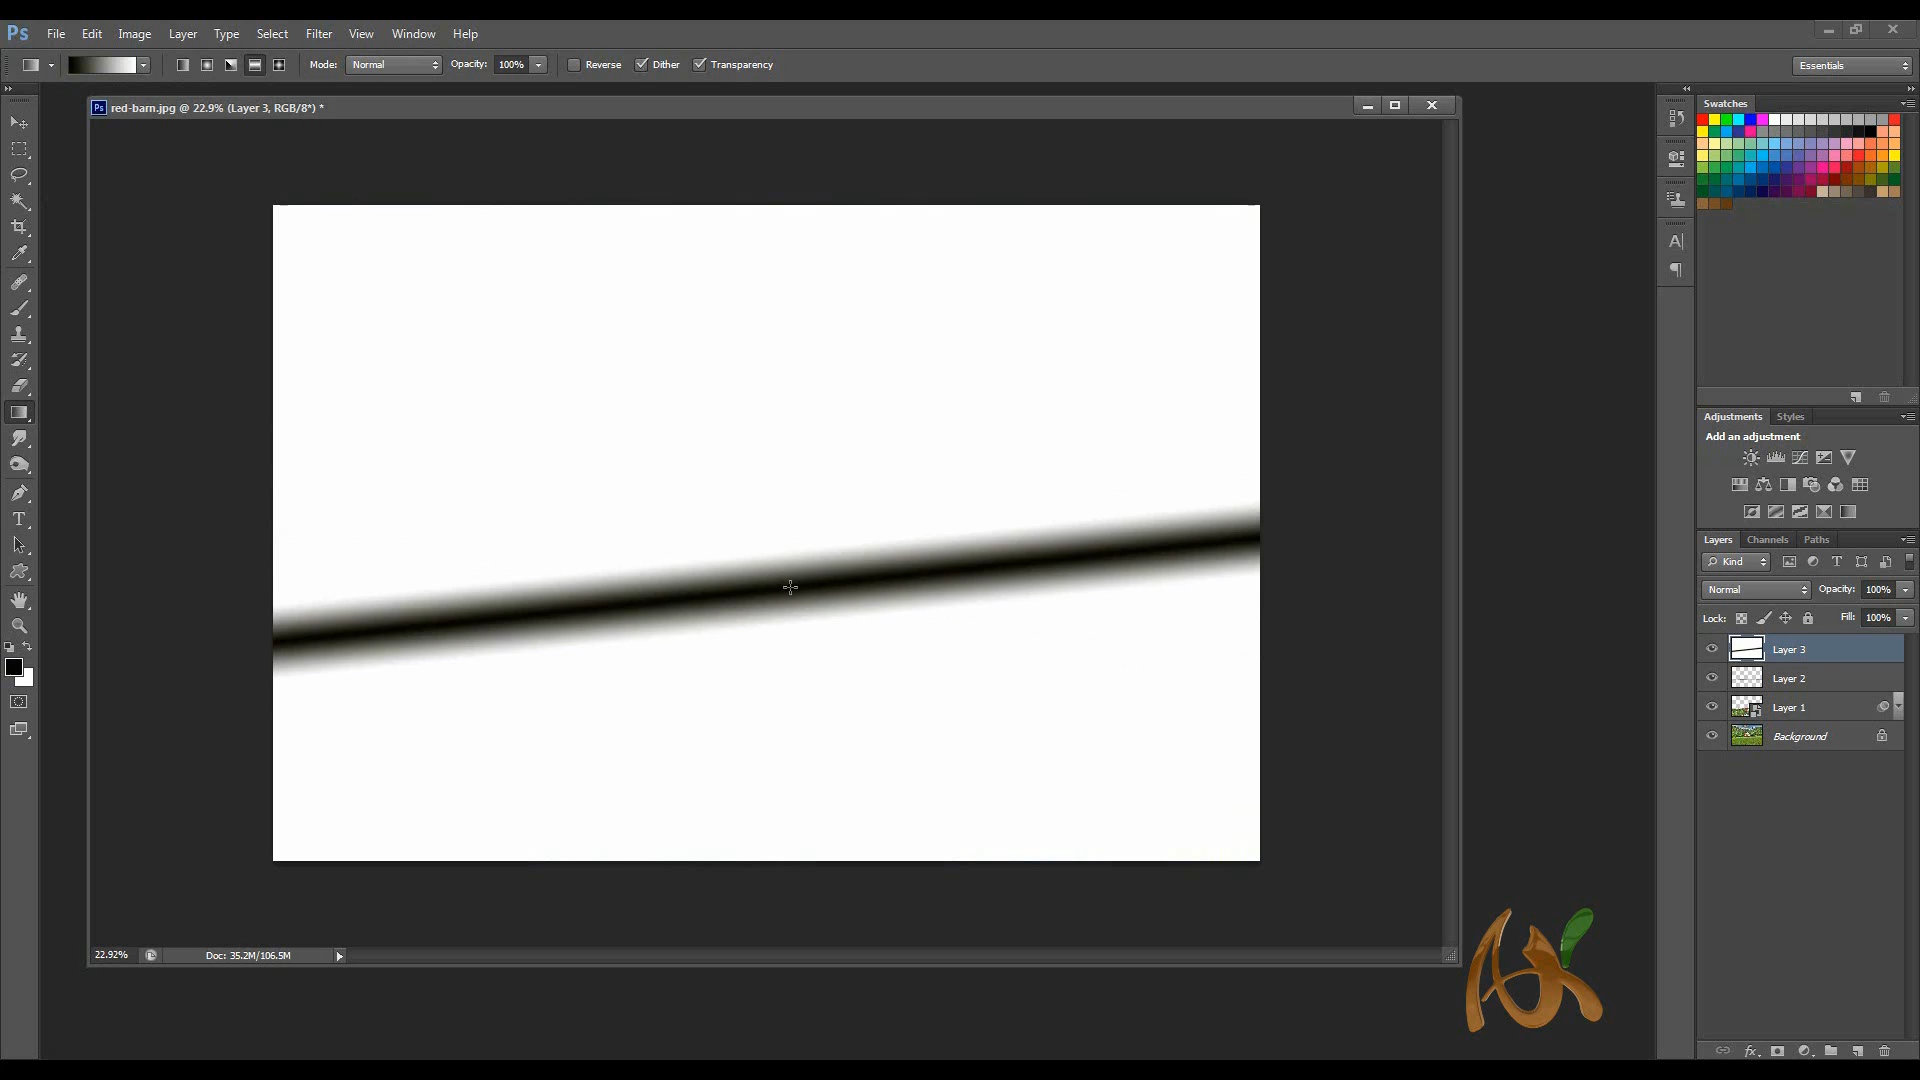 Ps File Edit Image Layer Type Select Filter View Window Help
Mode: Normal Opacity: 100% Reverse Dither Transparency Essentials
Ps red-barn.jpg @ 22.9% (Layer 3, RGB/8*) *
Swatches
Adjustments Styles
Add an adjustment
Layers Channels Paths
Kind
Normal Opacity: 100%
Lock: Fill: 100%
Layer 3
Layer 2
Layer 1
Background
22.92% Doc: 35.2M/106.5M